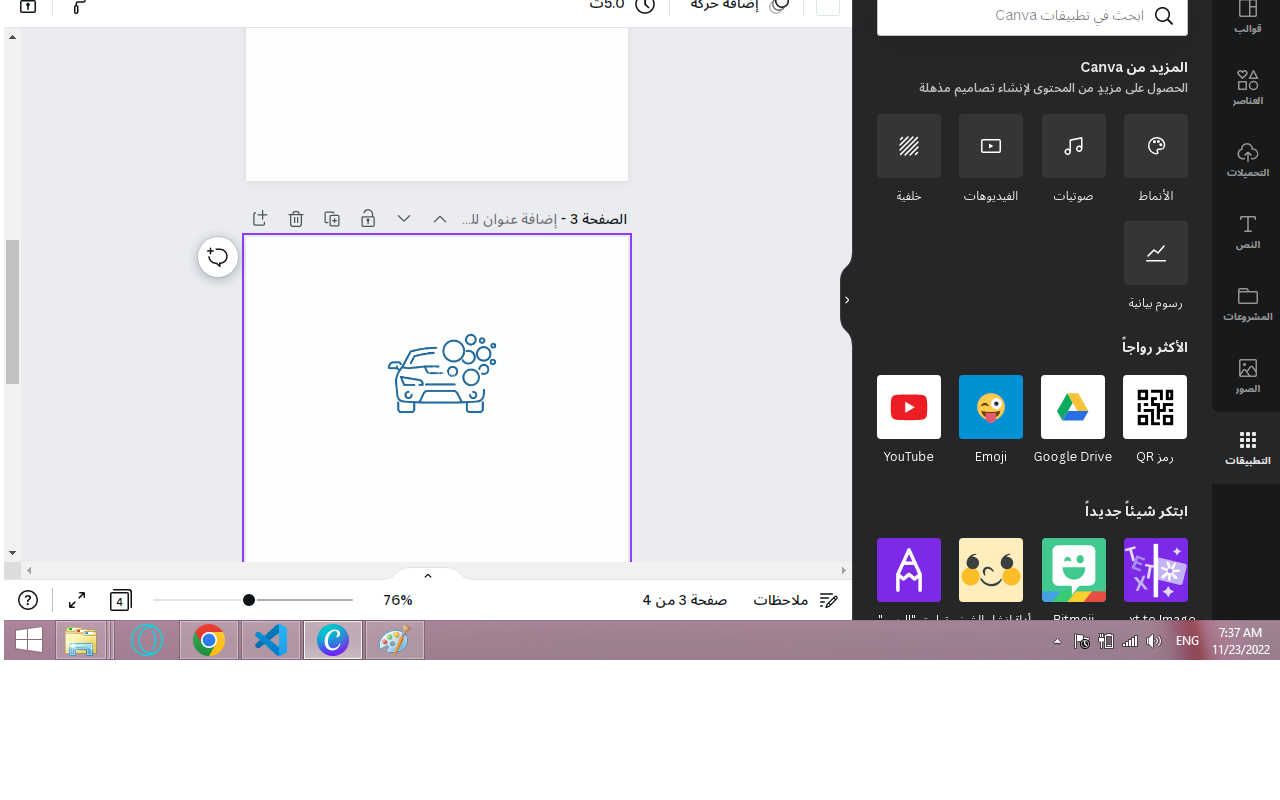 إضافة حركة
5.0ث
ابحث في تطبيقات Canva
قوالب
العناصر
التحميلات
النص
المشروعات
الصور
التطبيقات
المزيد من Canva
الحصول على مزيدٍ من المحتوى لإنشاء تصاميم مذهلة
الأنماط
صوتيات
الفيديوهات
خلفية
رسوم بيانية
الأكثر رواجاً
رمز QR
Google Drive
Emoji
YouTube
ابتكر شيئاً جديداً
TEXT
Bitmoji
xt to Image
الصفحة 3 - إضافة عنوان للـ...
ملاحظات
صفحة 3 من 4
76%
4
ENG
7:37 AM
11/23/2022